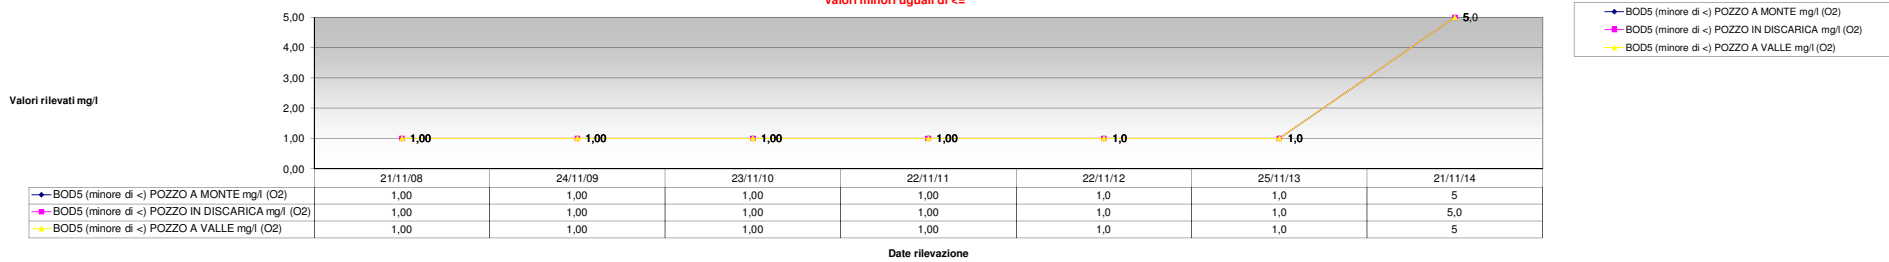 Valori minori uguali di <=
5,00
4,00
3,00
2,00
1,00
0,00
Valori rilevati mg/l
1,00 1,00 1,00 1,00 1,0 1,0 5,0
BOD5 (minore di <) POZZO A MONTE mg/l (O2)
BOD5 (minore di <) POZZO IN DISCARICA mg/l (O2)
BOD5 (minore di <) POZZO A VALLE mg/l (O2)
21/11/08 24/11/09 23/11/10 22/11/11 22/11/12 25/11/13 21/11/14
BOD5 (minore di <) POZZO A MONTE mg/l (O2) 1,00 1,00 1,00 1,00 1,0 1,0 5
BOD5 (minore di <) POZZO IN DISCARICA mg/l (O2) 1,00 1,00 1,00 1,00 1,0 1,0 5,0
BOD5 (minore di <) POZZO A VALLE mg/l (O2) 1,00 1,00 1,00 1,00 1,0 1,0 5
Date rilevazione